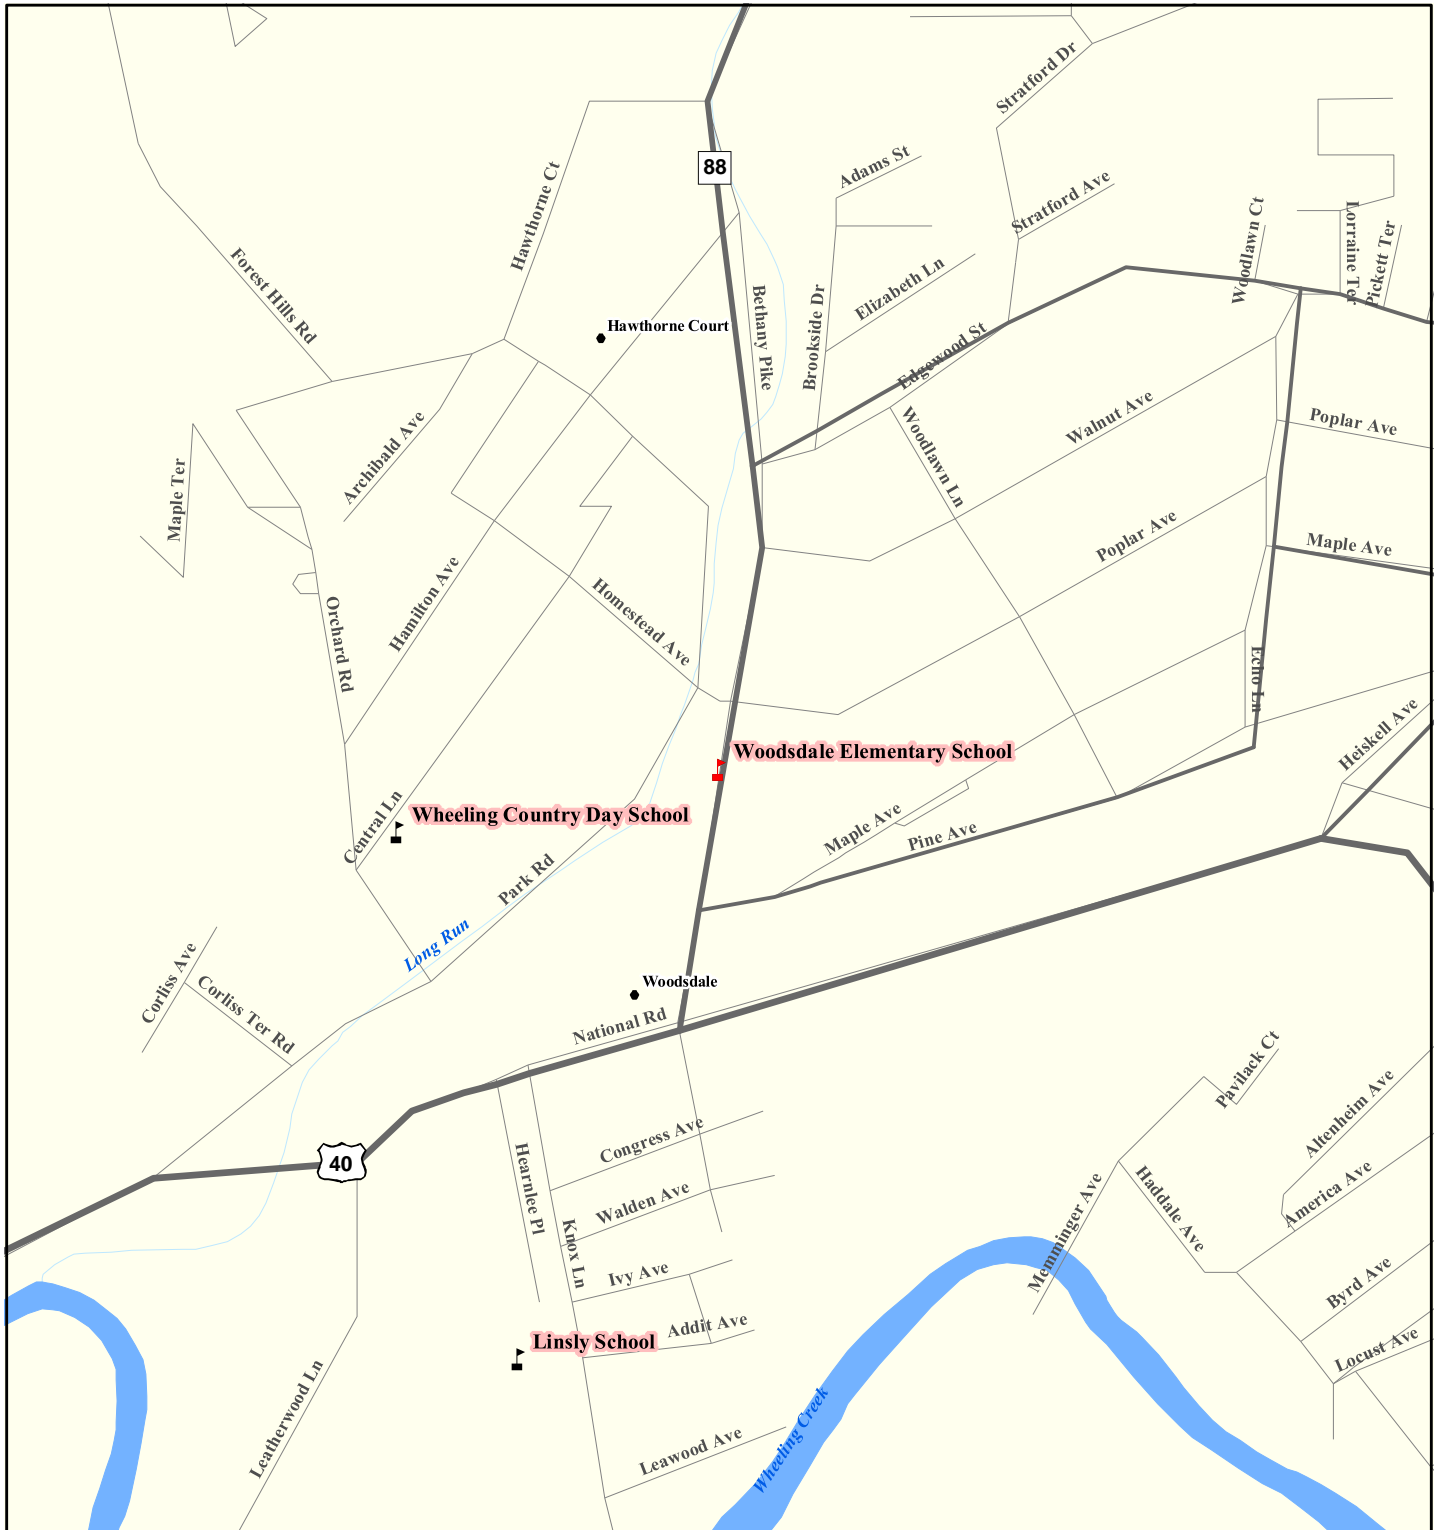 Stratford Dr
88
Adams St
Hawthorne Ct
Stratford Ave
Woodlawn Ct
Lorraine Ter
Pickett Ter
Forest Hills Rd
Elizabeth Ln
Bethany Pike
Brookside Dr
Hawthorne Court
Edgewood St
Archibald Ave
Walnut Ave
Poplar Ave
Woodlawn Ln
Maple Ter
Poplar Ave
Maple Ave
Hamilton Ave
Homestead Ave
Orchard Rd
Echo Ln
Heiskell Ave
Woodsdale Elementary School
Wheeling Country Day School
Central Ln
Maple Ave
Pine Ave
Park Rd
Long Run
Corliss Ave
Corliss Ter Rd
Woodsdale
National Rd
Pavilack Ct
Altenheim Ave
Congress Ave
40
Hearnlee Pl
Walden Ave
Haddale Ave
America Ave
Memminger Ave
Knox Ln
Ivy Ave
Byrd Ave
Addit Ave
Linsly School
Locust Ave
Leatherwood Ln
Wheeling Creek
Leawood Ave